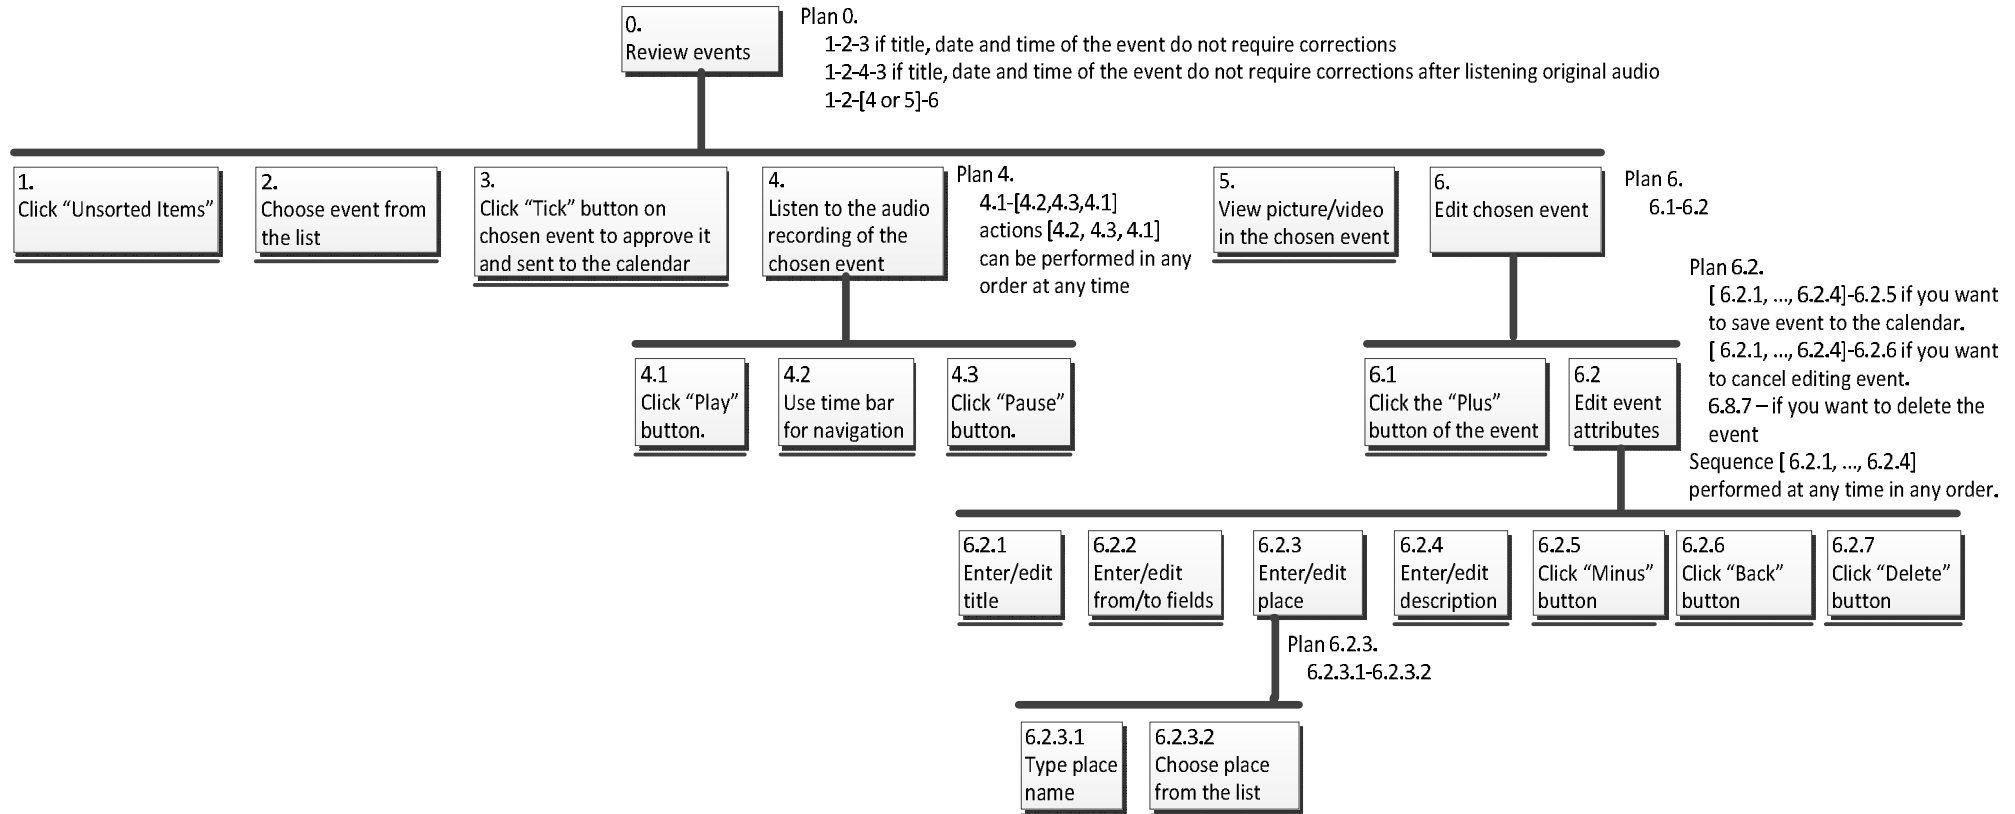 0.
Review events
Plan 0.
1-2-3 if title, date and time of the event do not require corrections
1-2-4-3 if title, date and time of the event do not require corrections after listening original audio
1-2-[4 or 5]-6
1.
Click “Unsorted Items”
2.
Choose event from
the list
3.
Click “Tick” button on
chosen event to approve it
and sent to the calendar
4.
Listen to the audio
recording of the
chosen event
Plan 4.
4.1-[4.2,4.3,4.1]
actions [4.2, 4.3, 4.1]
can be performed in any
order at any time
5.
View picture/video
in the chosen event
6.
Edit chosen event
Plan 6.
6.1-6.2
4.1
Click “Play”
button.
4.2
Use time bar
for navigation
4.3
Click “Pause”
button.
6.1
Click the “Plus”
button of the event
6.2
Edit event
attributes
Plan 6.2.
[ 6.2.1, ..., 6.2.4]-6.2.5 if you want
to save event to the calendar.
[ 6.2.1, ..., 6.2.4]-6.2.6 if you want
to cancel editing event.
6.8.7 – if you want to delete the
event
Sequence [ 6.2.1, ..., 6.2.4]
performed at any time in any order.
6.2.1
Enter/edit
title
6.2.2
Enter/edit
from/to fields
6.2.3
Enter/edit
place
6.2.4
Enter/edit
description
6.2.5
Click “Minus”
button
6.2.6
Click “Back”
button
6.2.7
Click “Delete”
button
Plan 6.2.3.
6.2.3.1-6.2.3.2
6.2.3.1
Type place
name
6.2.3.2
Choose place
from the list